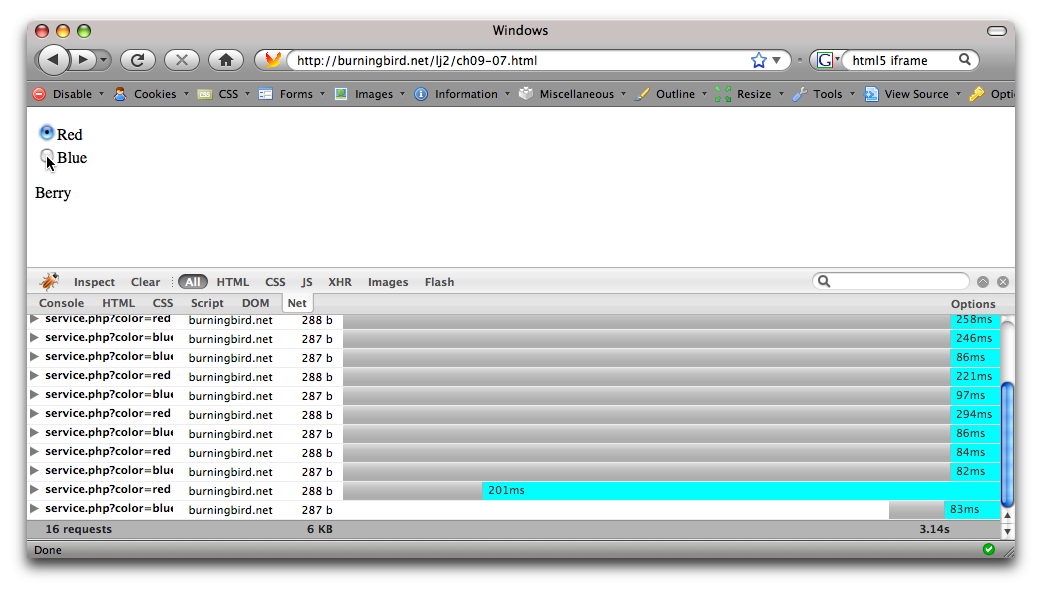 Windows
http://burningbird.net/lj2/ch09-07.html G html5 iframe
Disable Cookies CSS CSS Forms Images Information Miscellaneous Outline Resize Tools View Source Opti
Red
Blue
Berry
Inspect Clear All HTML CSS JS XHR Images Flash
Console HTML CSS Script DOM Net Options
service.php?color=red burningbird.net 288 b 258ms
service.php?color=blue burningbird.net 287 b 246ms
service.php?color=blue burningbird.net 287 b 86ms
service.php?color=red burningbird.net 288 b 221ms
service.php?color=blue burningbird.net 287 b 97ms
service.php?color=red burningbird.net 288 b 294ms
service.php?color=blue burningbird.net 287 b 86ms
service.php?color=red burningbird.net 288 b 84ms
service.php?color=blue burningbird.net 287 b 82ms
service.php?color=red burningbird.net 288 b 201ms
service.php?color=blue burningbird.net 287 b 83ms
16 requests 6 KB 3.14s
Done